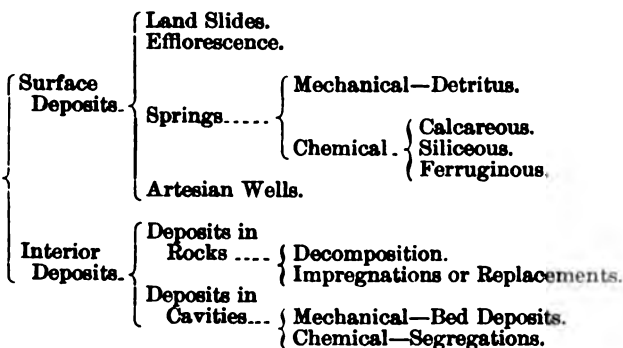 Land Slides.
Efflorescence.
Surface
Deposits.
Springs.....
Mechanical—Detritus.
Chemical.
Calcareous.
Siliceous.
Ferruginous.
Artesian Wells.
Interior
Deposits.
Deposits in
Rocks ....
Decomposition.
Impregnations or Replacements.
Deposits in
Cavities...
Mechanical—Bed Deposits.
Chemical—Segregations.